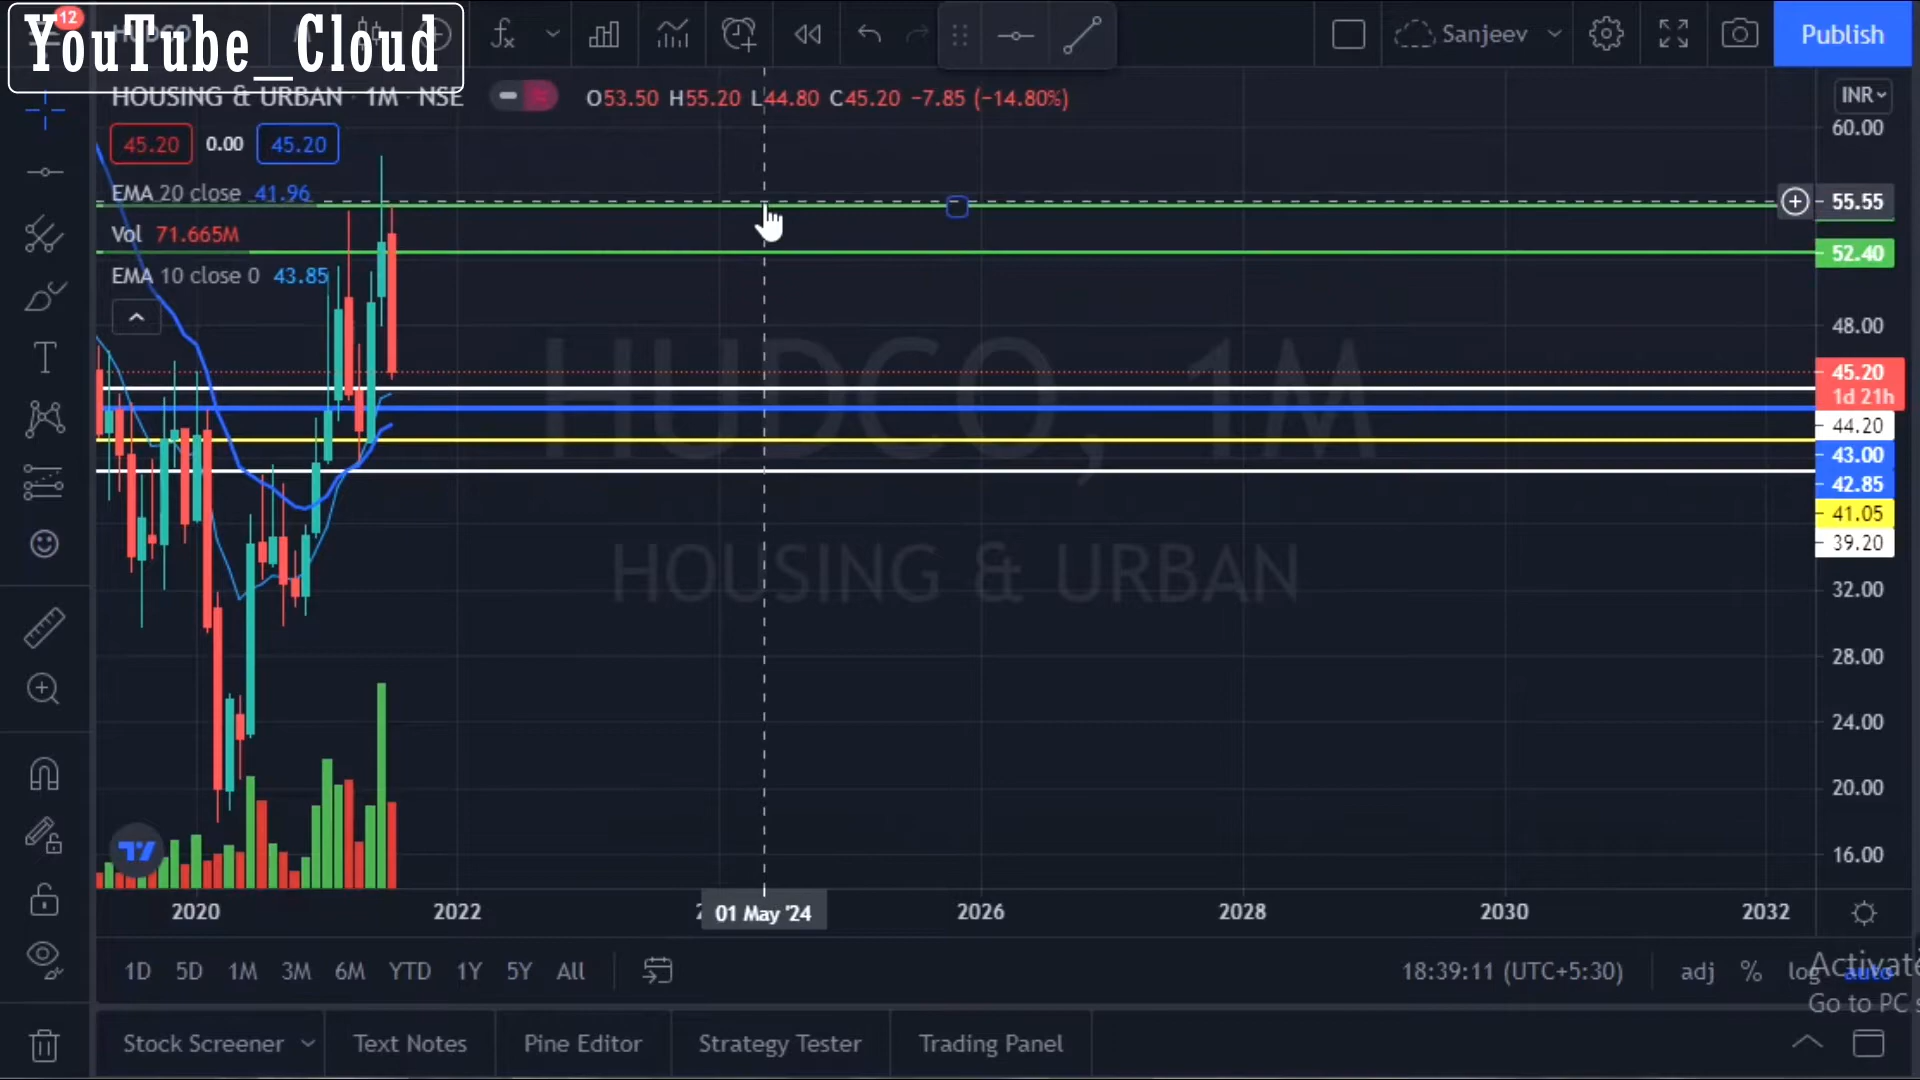 12
YouTube_Cloud
Sanjeev
Publish
HOUSING & URBAN · 1M · NSE
O53.50 H55.20 L44.80 C45.20 −7.85 (−14.80%)
INR
45.20 0.00 45.20
60.00
EMA 20 close 41.96
55.55
Vol 71.665M
52.40
EMA 10 close 0 43.85
48.00
HUDCO, 1M
HOUSING & URBAN
45.20
1d 21h
44.20
43.00
42.85
41.05
39.20
32.00
28.00
24.00
20.00
16.00
2020 2022 01 May '24 2026 2028 2030 2032
1D 5D 1M 3M 6M YTD 1Y 5Y All
18:39:11 (UTC+5:30) adj % log auto
Activate
Go to PC s
Stock Screener Text Notes Pine Editor Strategy Tester Trading Panel